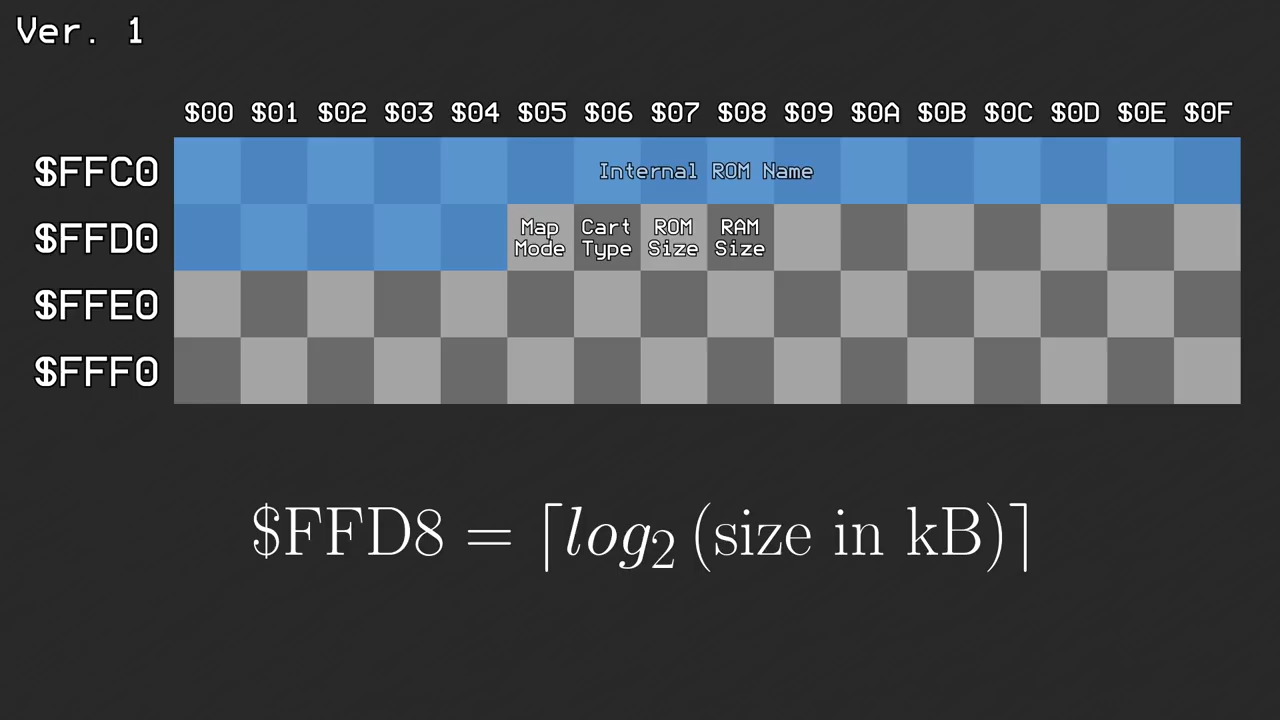 Ver. 1
$00 $01 $02 $03 $04 $05 $06 $07 $08 $09 $0A $0B $0C $0D $0E $0F
$FFC0 Internal ROM Name
$FFD0 Map Mode Cart Type ROM Size RAM Size
$FFE0
$FFF0
$FFD8 = ⌈log₂ (size in kB)⌉